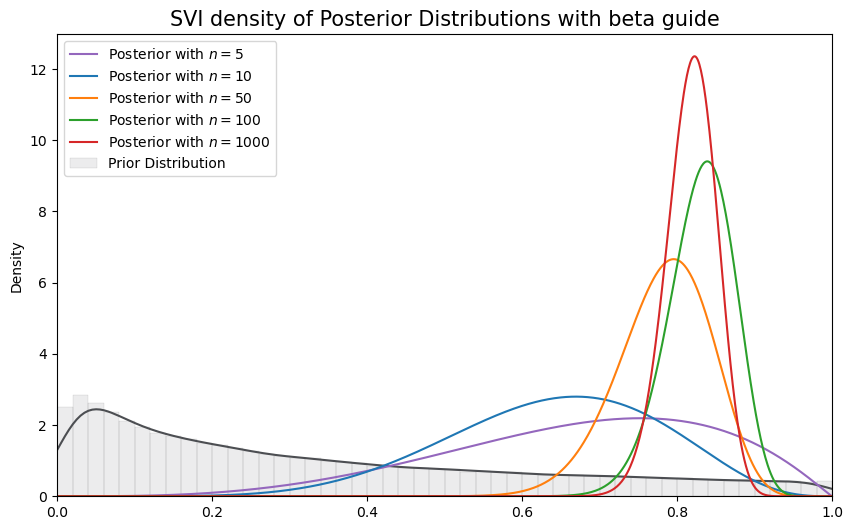 SVI density of Posterior Distributions with beta guide
Posterior with n = 5
Posterior with n = 10
Posterior with n = 50
Posterior with n = 100
Posterior with n = 1000
Prior Distribution
Density
12
10
8
6
4
2
0
0.0 0.2 0.4 0.6 0.8 1.0